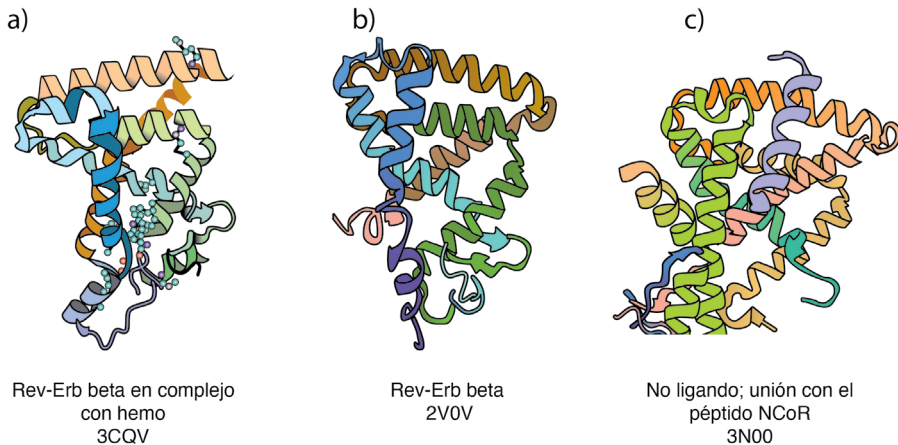 a)
b)
c)
Rev-Erb beta en complejo
con hemo
3CQV
Rev-Erb beta
2V0V
No ligando; unión con el
péptido NCoR
3N00